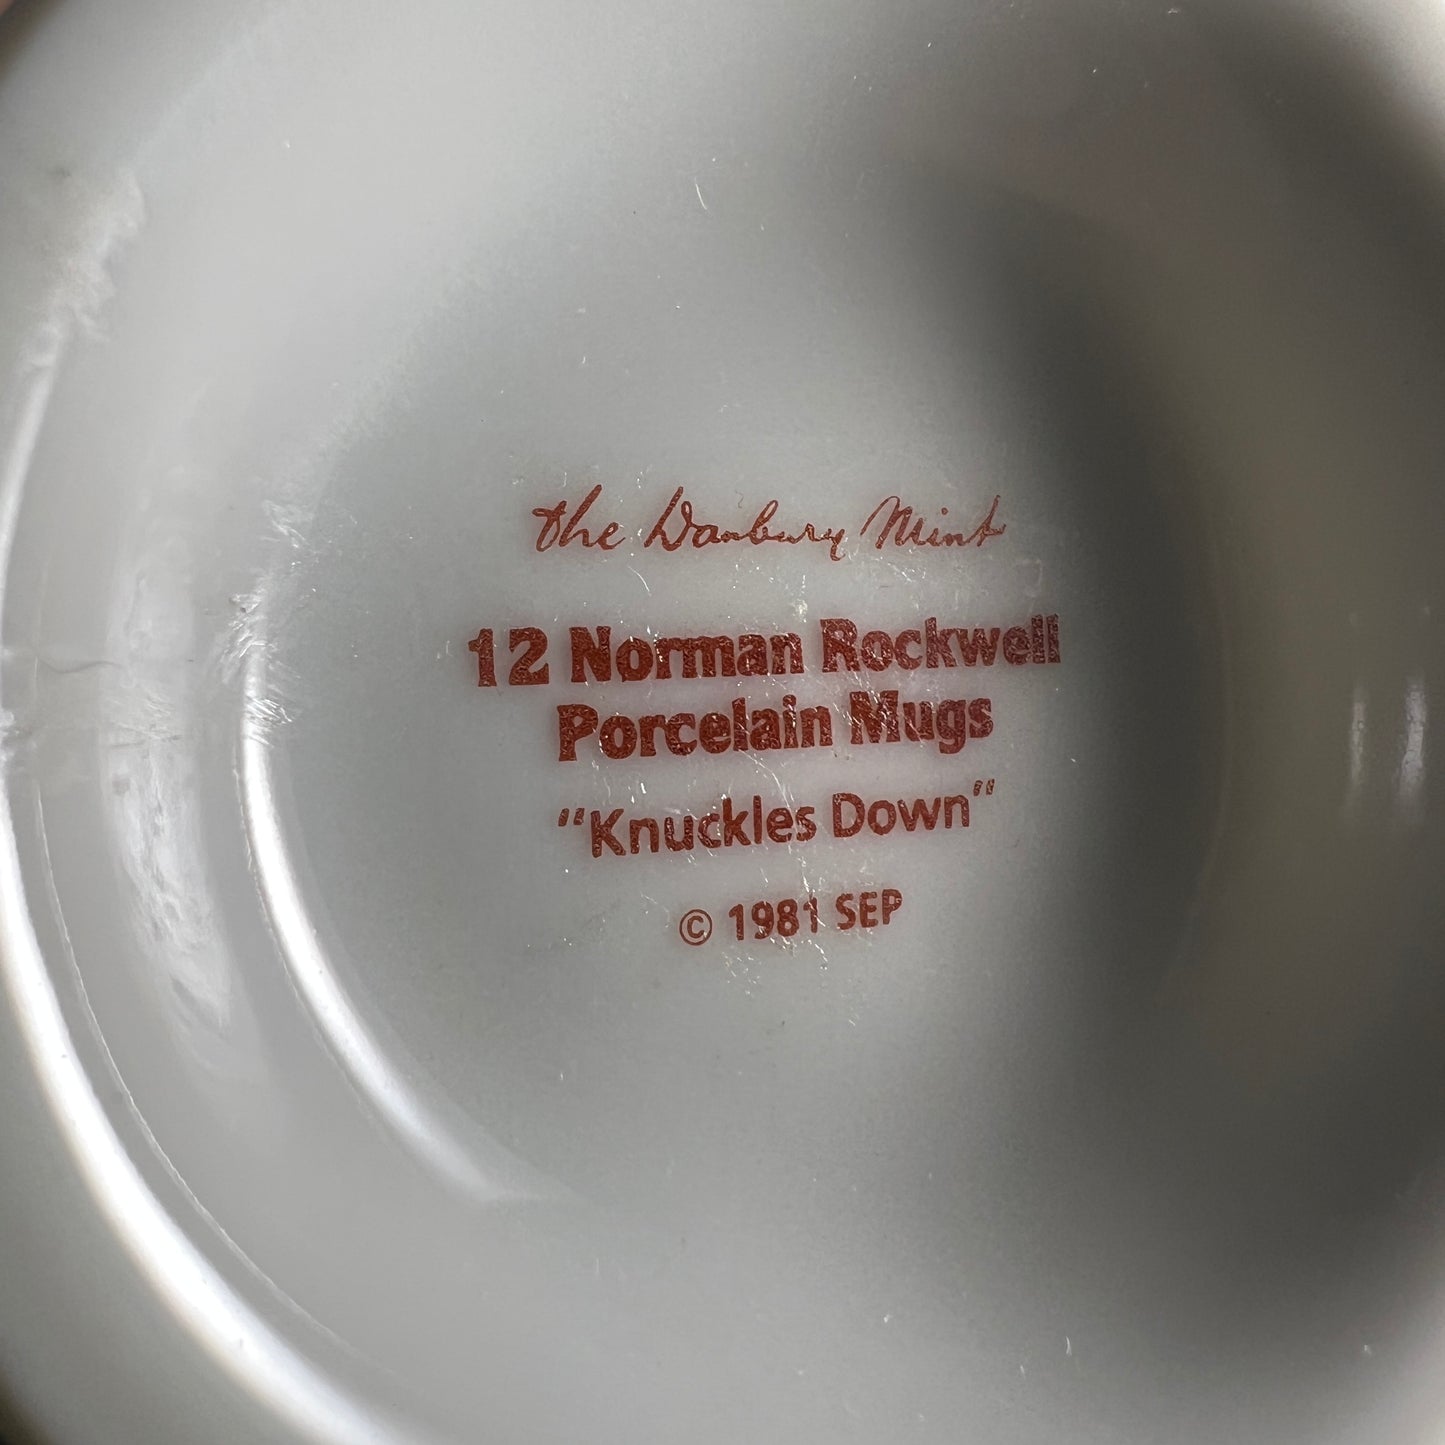 the Danbury Mint
12 Norman Rockwell
Porcelain Mugs
"Knuckles Down"
© 1981 SEP